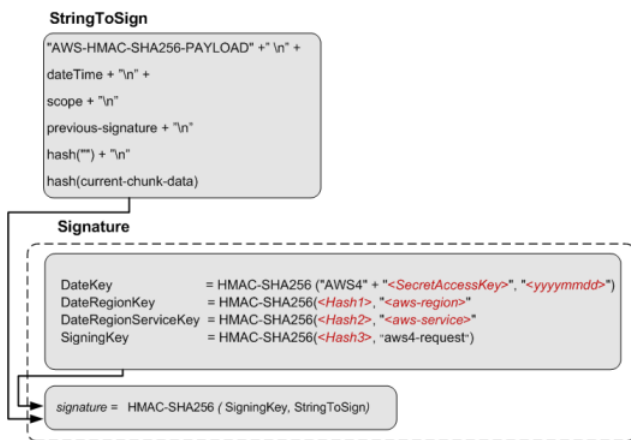 StringToSign
"AWS-HMAC-SHA256-PAYLOAD" +" \n" +
dateTime + "\n" +
scope + "\n"
previous-signature + "\n"
hash("") + "\n"
hash(current-chunk-data)
Signature
DateKey = HMAC-SHA256 ("AWS4" + "<SecretAccessKey>", "<yyyymmdd>")
DateRegionKey = HMAC-SHA256(<Hash1>, "<aws-region>"
DateRegionServiceKey = HMAC-SHA256(<Hash2>, "<aws-service>"
SigningKey = HMAC-SHA256(<Hash3>, "aws4-request")
signature = HMAC-SHA256 ( SigningKey, StringToSign)